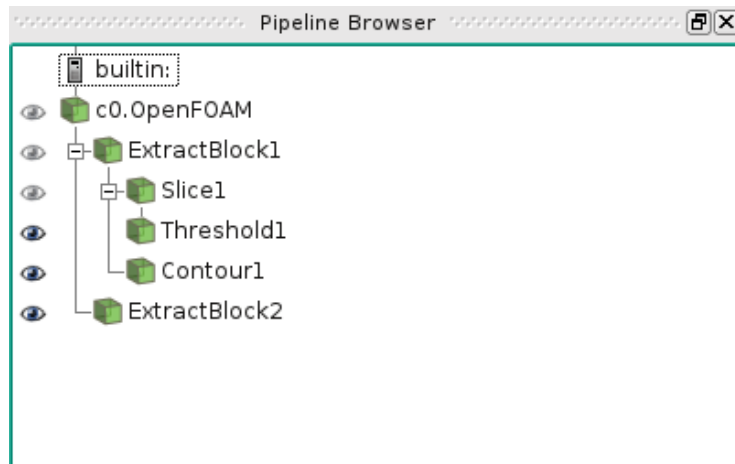 Pipeline Browser
builtin:
c0.OpenFOAM
ExtractBlock1
Slice1
Threshold1
Contour1
ExtractBlock2